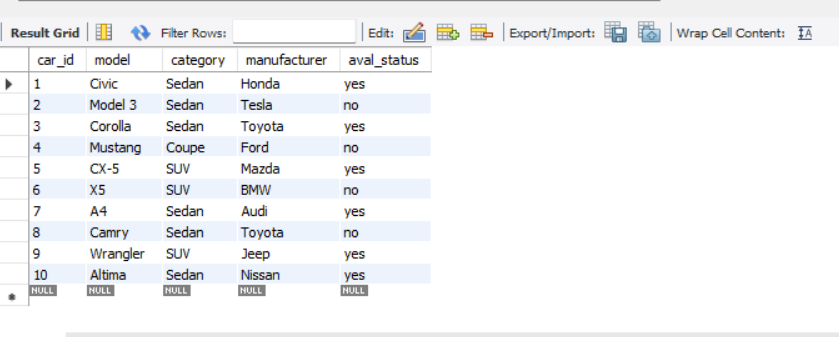 Result Grid Filter Rows: Edit: Export/Import: Wrap Cell Content: IA
car_id model category manufacturer aval_status
1 Civic Sedan Honda yes
2 Model 3 Sedan Tesla no
3 Corolla Sedan Toyota yes
4 Mustang Coupe Ford no
5 CX-5 SUV Mazda yes
6 X5 SUV BMW no
7 A4 Sedan Audi yes
8 Camry Sedan Toyota no
9 Wrangler SUV Jeep yes
10 Altima Sedan Nissan yes
NULL NULL NULL NULL NULL